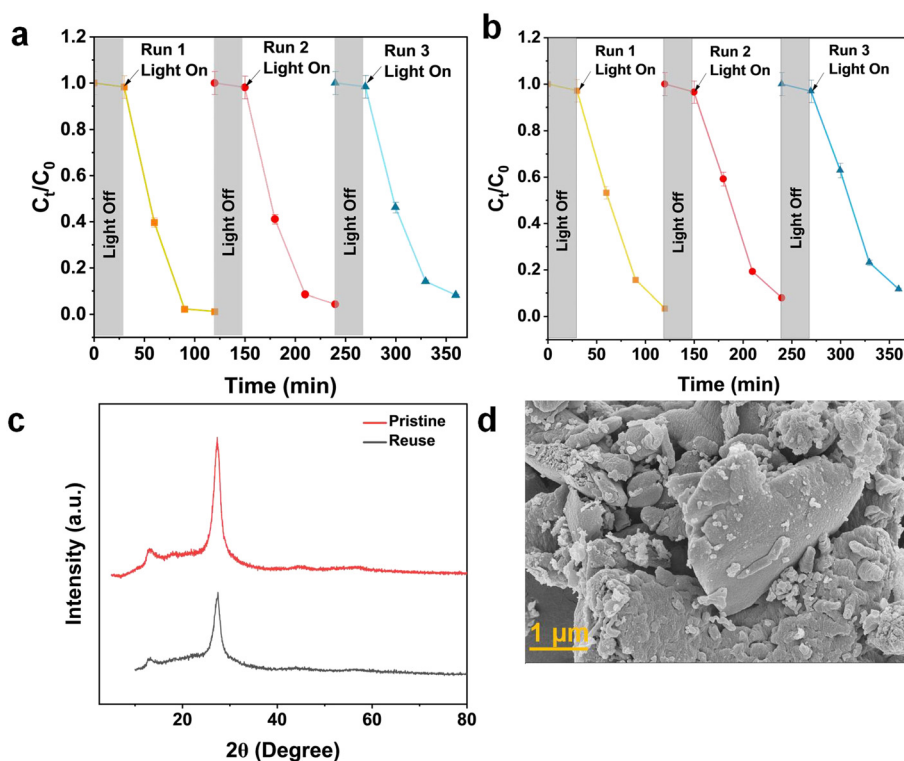 a
1.2
1.0
0.8
0.6
0.4
0.2
0.0
Cₜ/C₀
Run 1
Light On
Run 2
Light On
Run 3
Light On
Light Off
Light Off
Light Off
0 50 100 150 200 250 300 350
Time (min)
b
1.2
1.0
0.8
0.6
0.4
0.2
0.0
Cₜ/C₀
Run 1
Light On
Run 2
Light On
Run 3
Light On
Light Off
Light Off
Light Off
0 50 100 150 200 250 300 350
Time (min)
c
Pristine
Reuse
Intensity (a.u.)
20 40 60 80
2θ (Degree)
d
1 µm